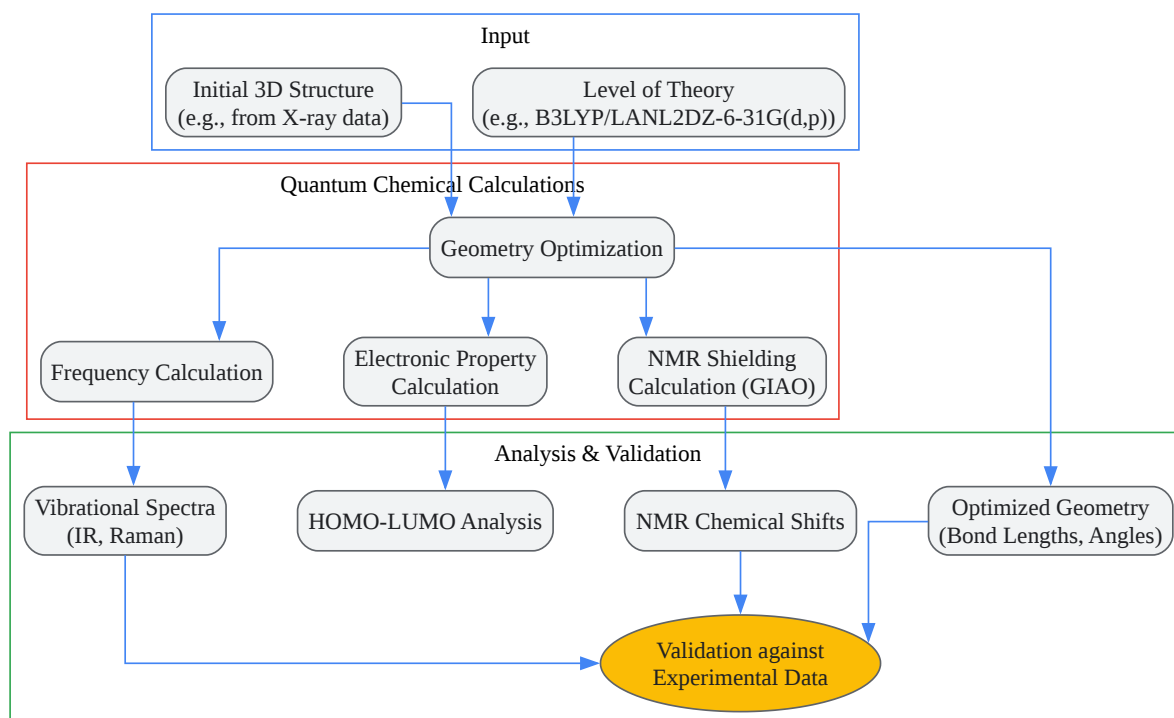 Input
Initial 3D Structure
(e.g., from X-ray data)
Level of Theory
(e.g., B3LYP/LANL2DZ-6-31G(d,p))
Quantum Chemical Calculations
Geometry Optimization
Frequency Calculation
Electronic Property
Calculation
NMR Shielding
Calculation (GIAO)
Analysis & Validation
Vibrational Spectra
(IR, Raman)
HOMO-LUMO Analysis
NMR Chemical Shifts
Optimized Geometry
(Bond Lengths, Angles)
Validation against
Experimental Data